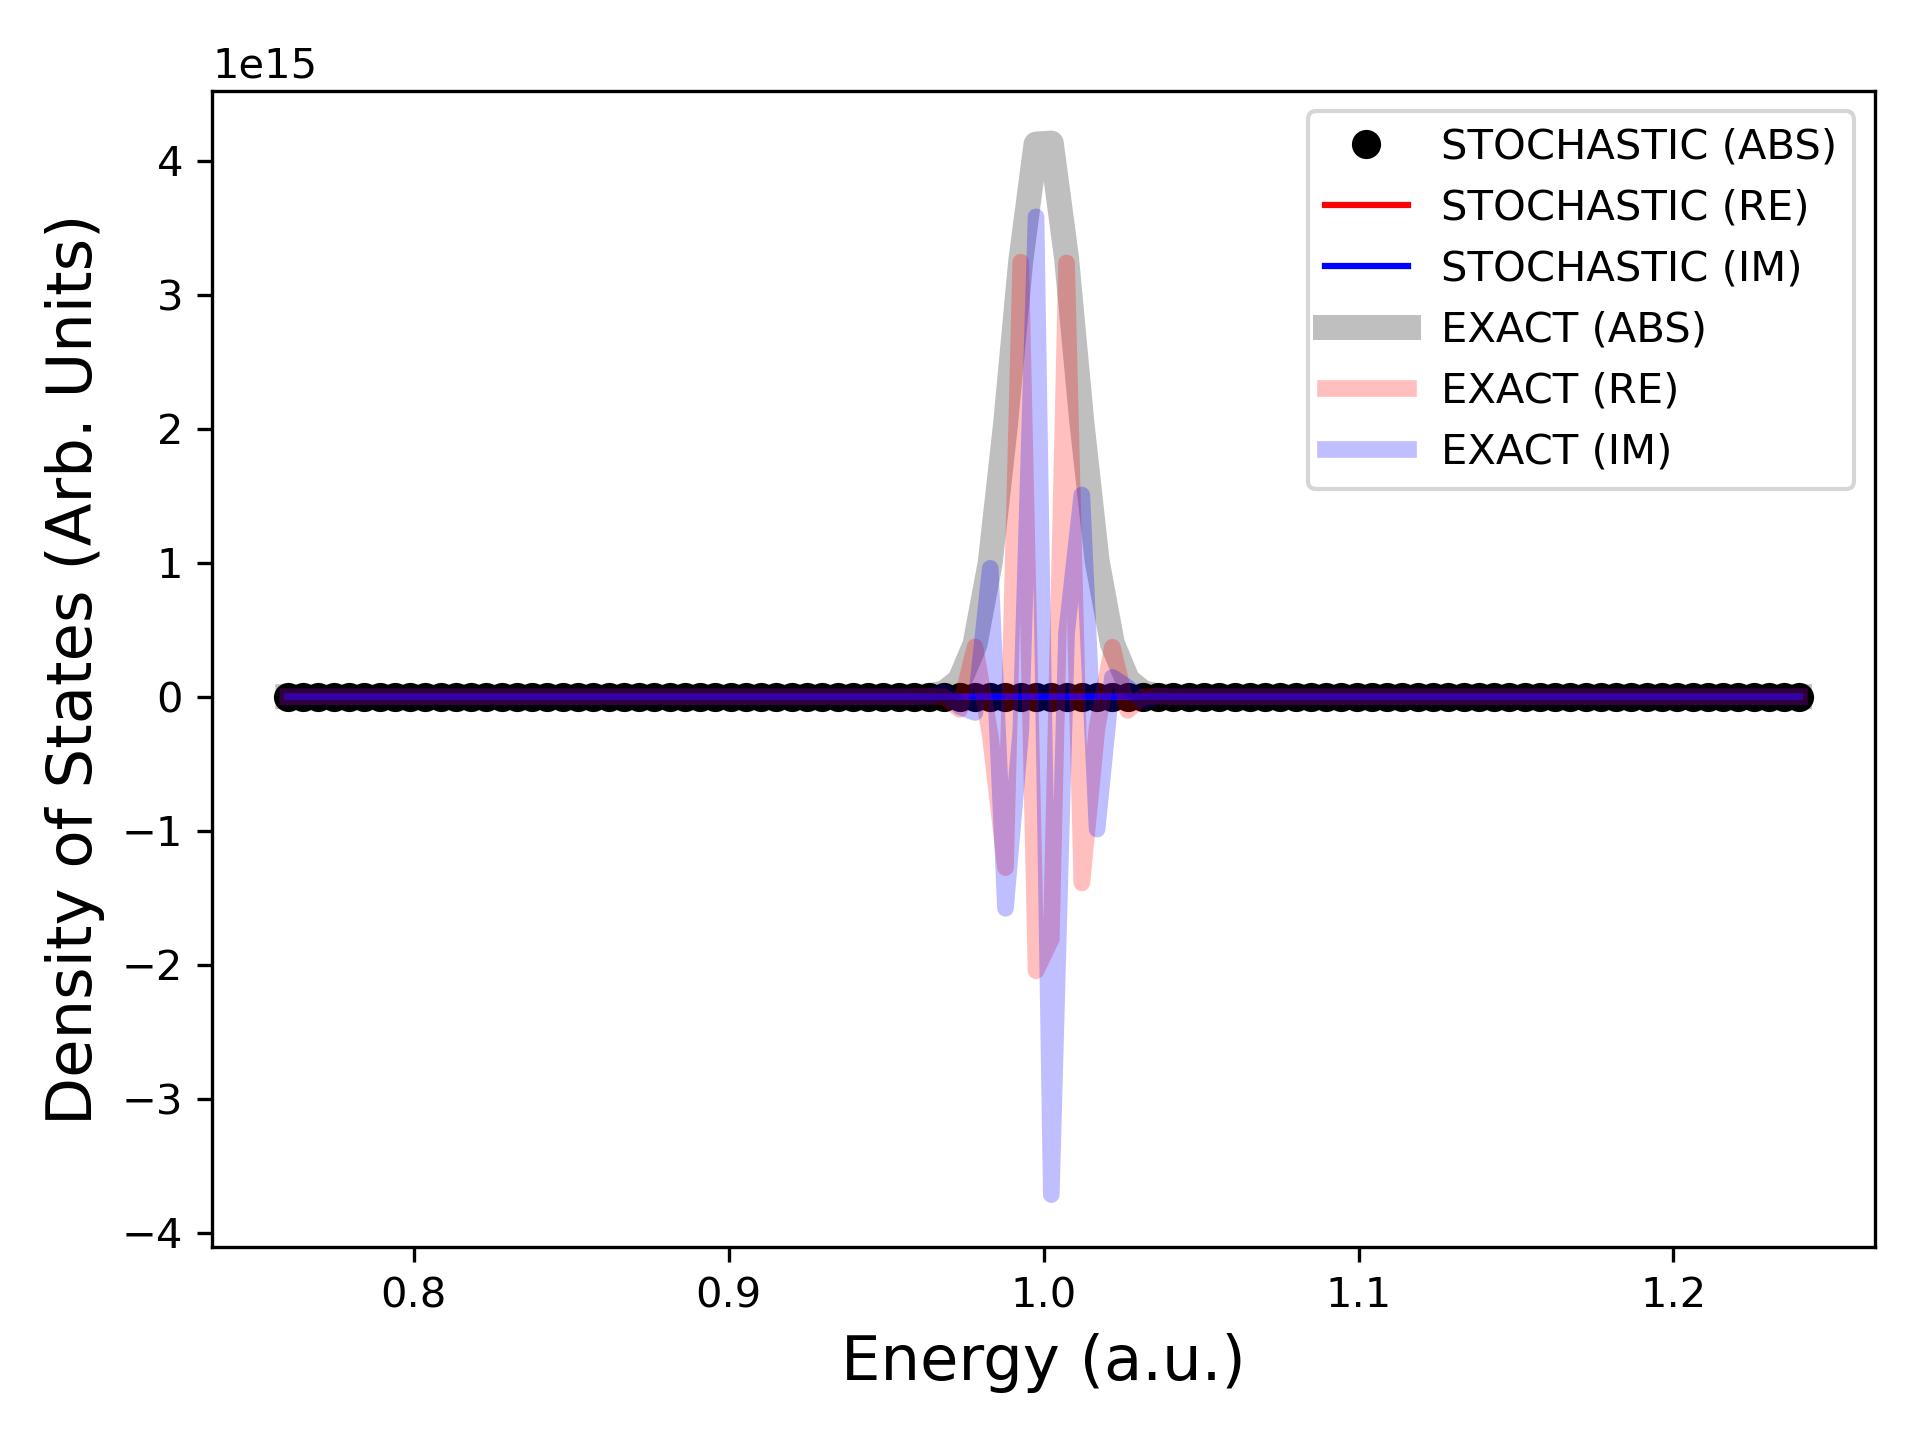 1e15
Density of States (Arb. Units)
4
3
2
1
0
−1
−2
−3
−4
STOCHASTIC (ABS)
STOCHASTIC (RE)
STOCHASTIC (IM)
EXACT (ABS)
EXACT (RE)
EXACT (IM)
0.8 0.9 1.0 1.1 1.2
Energy (a.u.)